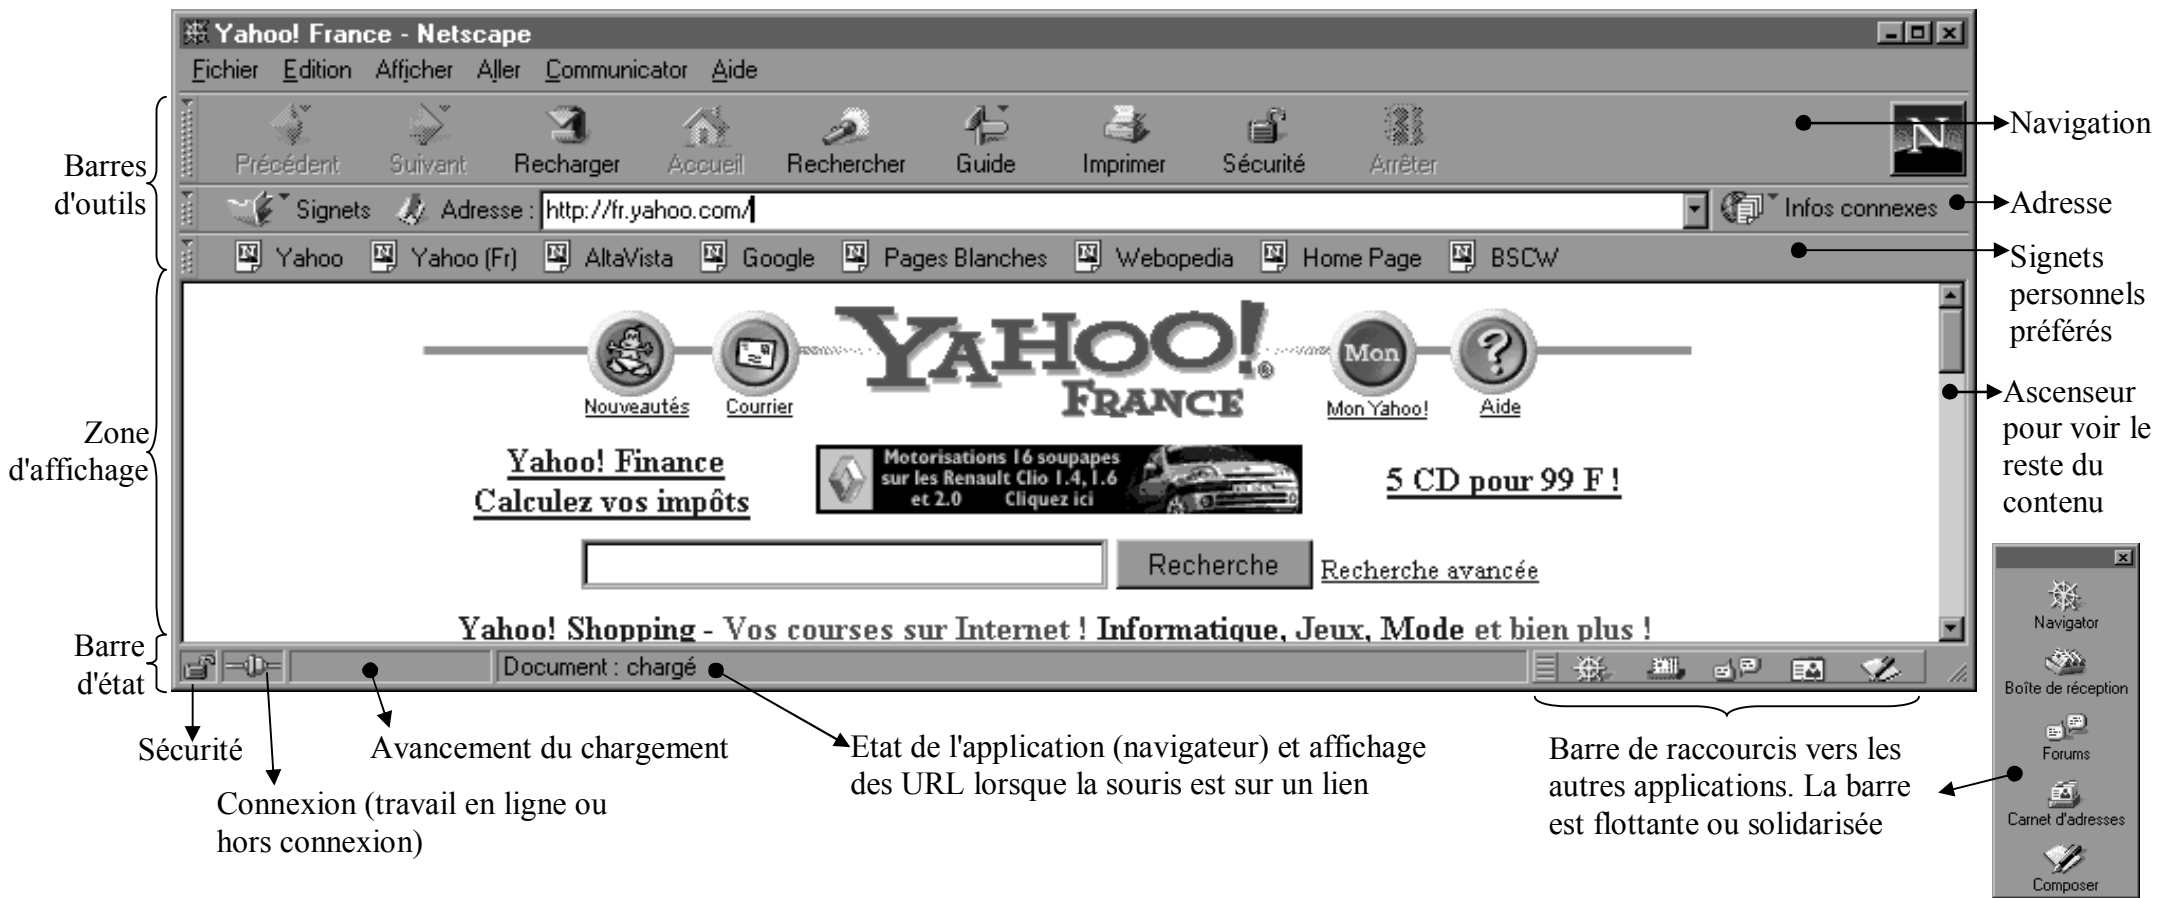 Yahoo! France - Netscape
Fichier Edition Afficher Aller Communicator Aide
Précédent Suivant Recharger Accueil Rechercher Guide Imprimer Sécurité Arrêter
N
Signets Adresse : http://fr.yahoo.com/ Infos connexes
Yahoo Yahoo (Fr) AltaVista Google Pages Blanches Webopedia Home Page BSCW
Barres
d'outils
Navigation
Adresse
Signets
personnels
préférés
Ascenseur
pour voir le
reste du
contenu
Zone
d'affichage
YAHOO! ®
FRANCE
Mon
Nouveautés Courrier Mon Yahoo! Aide
Yahoo! Finance
Calculez vos impôts
Motorisations 16 soupapes
sur les Renault Clio 1.4, 1.6
et 2.0 Cliquez ici
5 CD pour 99 F !
Recherche Recherche avancée
Yahoo! Shopping - Vos courses sur Internet ! Informatique, Jeux, Mode et bien plus !
Barre
d'état
Document : chargé
Sécurité
Connexion (travail en ligne ou
hors connexion)
Avancement du chargement
Etat de l'application (navigateur) et affichage
des URL lorsque la souris est sur un lien
Barre de raccourcis vers les
autres applications. La barre
est flottante ou solidarisée
Navigator
Boîte de réception
Forums
Carnet d'adresses
Composer